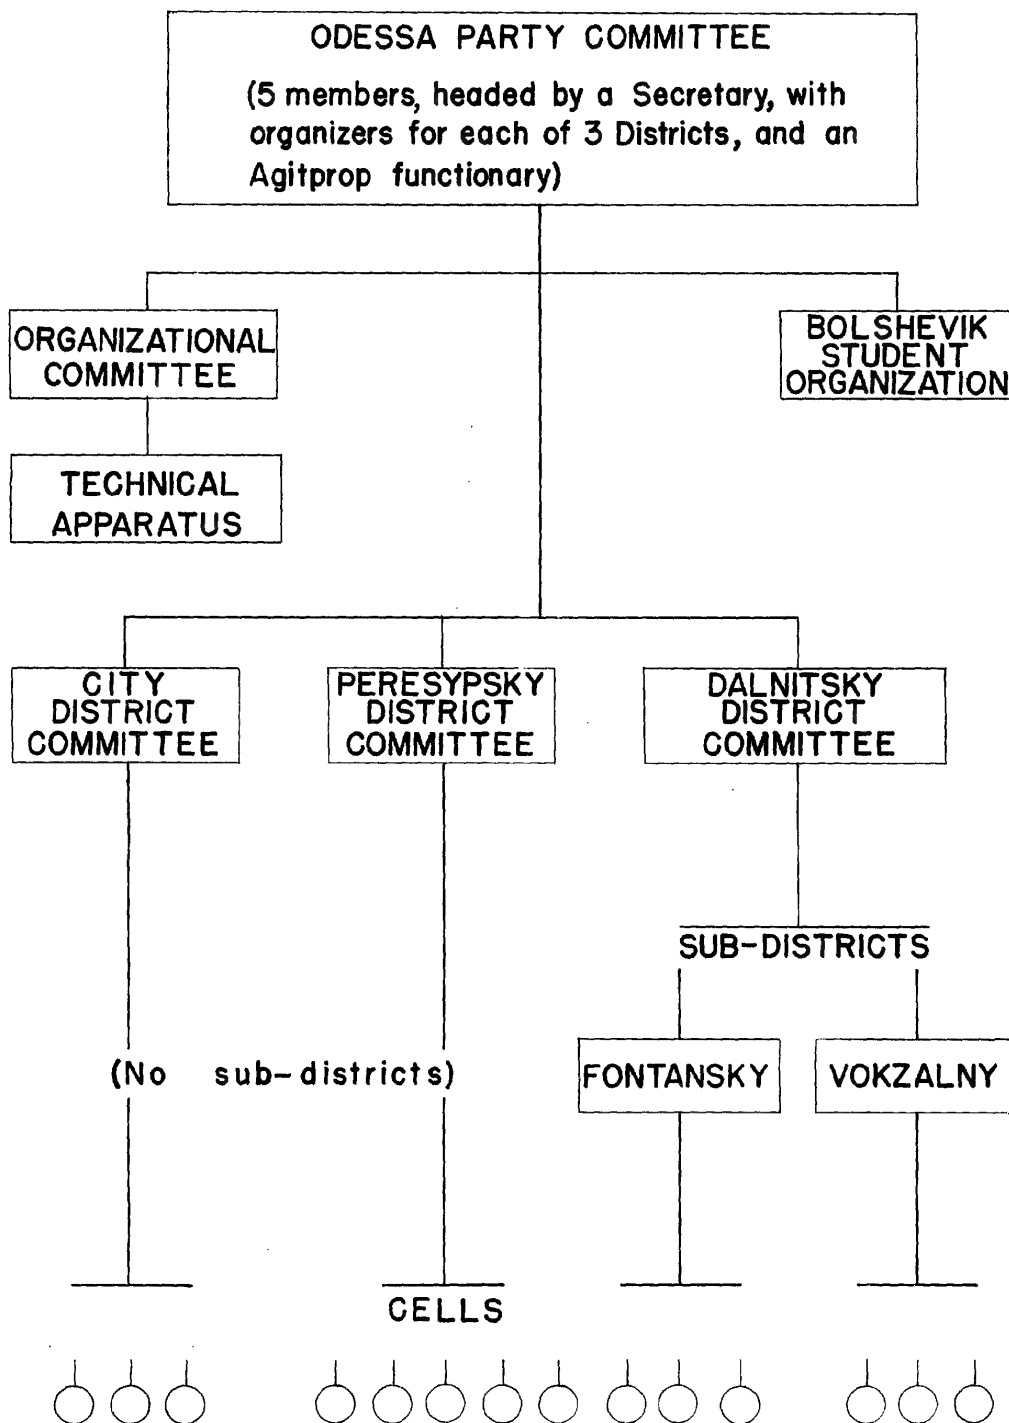 ODESSA PARTY COMMITTEE
(5 members, headed by a Secretary, with
organizers for each of 3 Districts, and an
Agitprop functionary)
ORGANIZATIONAL
COMMITTEE
BOLSHEVIK
STUDENT
ORGANIZATION
TECHNICAL
APPARATUS
CITY
DISTRICT
COMMITTEE
PERESYPSKY
DISTRICT
COMMITTEE
DALNITSKY
DISTRICT
COMMITTEE
SUB-DISTRICTS
(No sub-districts)
FONTANSKY
VOKZALNY
CELLS